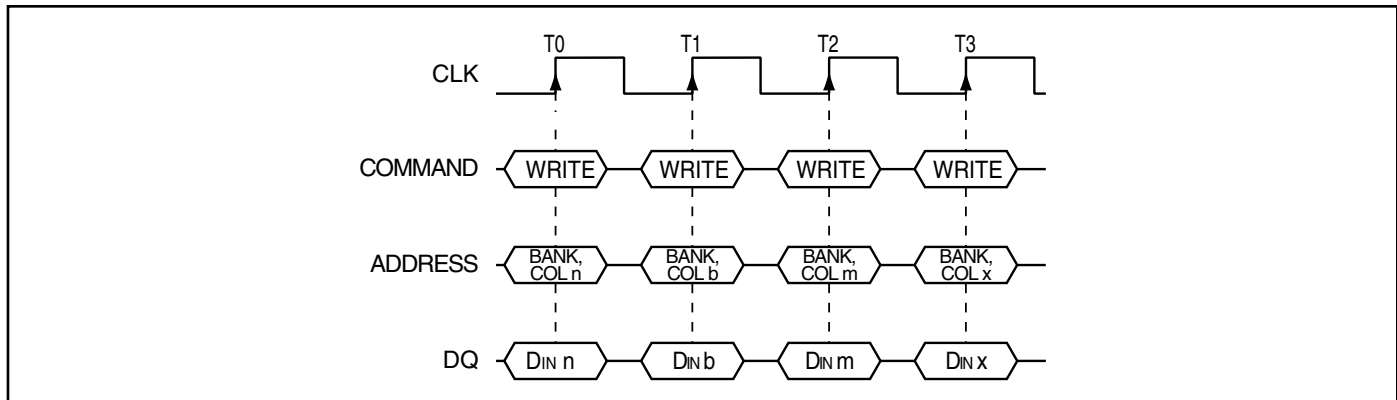 T0 T1 T2 T3
CLK
COMMAND WRITE WRITE WRITE WRITE
ADDRESS BANK, COL n BANK, COL b BANK, COL m BANK, COL x
DQ DIN n DIN b DIN m DIN x